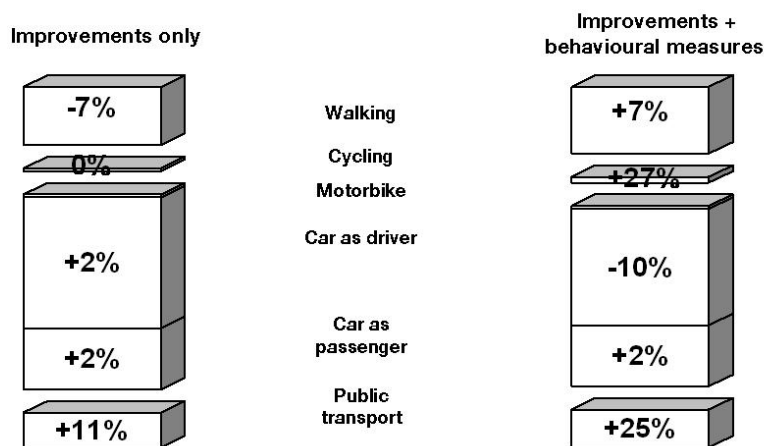 Improvements only
Improvements +
behavioural measures
-7%
Walking
+7%
0%
Cycling
+27%
Motorbike
+2%
Car as driver
-10%
+2%
Car as
passenger
+2%
+11%
Public
transport
+25%